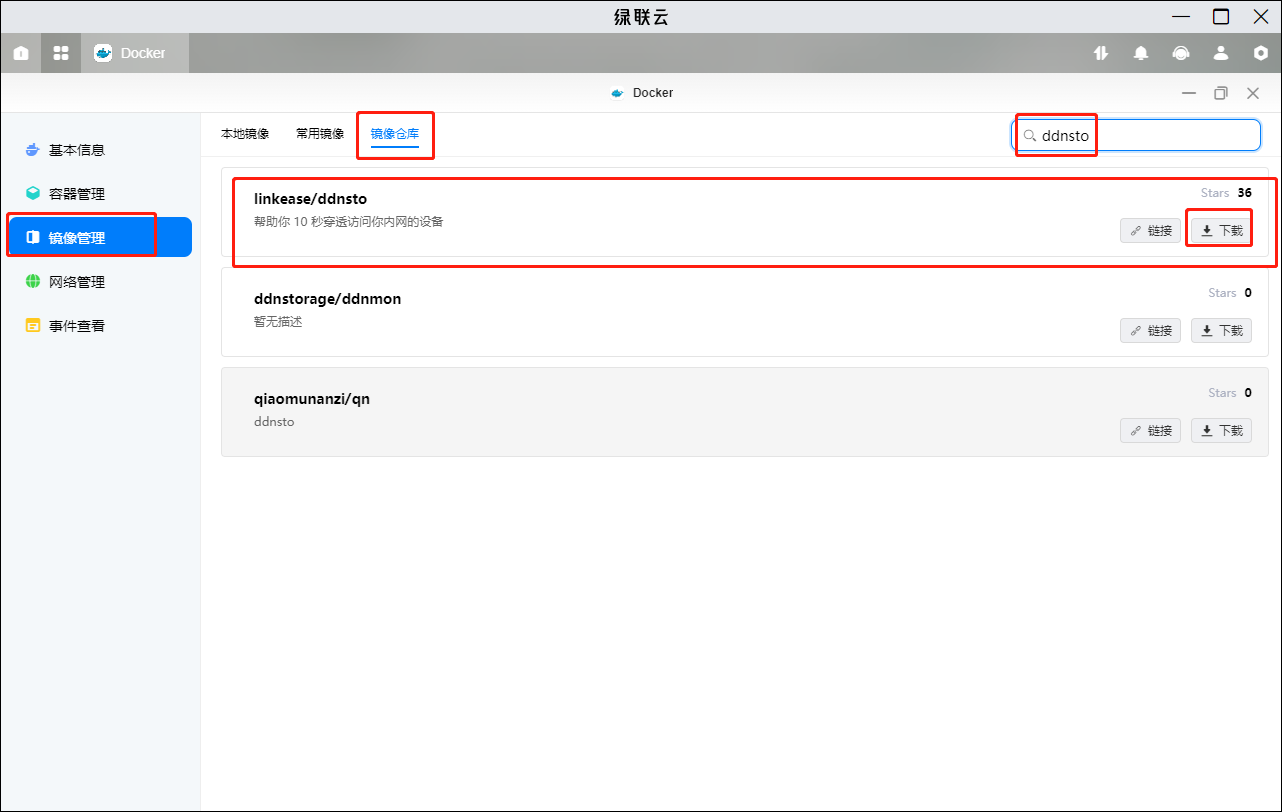 绿联云
Docker
Docker
基本信息
容器管理
镜像管理
网络管理
事件查看
本地镜像 常用镜像 镜像仓库
ddnsto
linkease/ddnsto
帮助你 10 秒穿透访问你内网的设备
Stars 36
链接 下载
ddnstorage/ddnmon
暂无描述
Stars 0
链接 下载
qiaomunanzi/qn
ddnsto
Stars 0
链接 下载